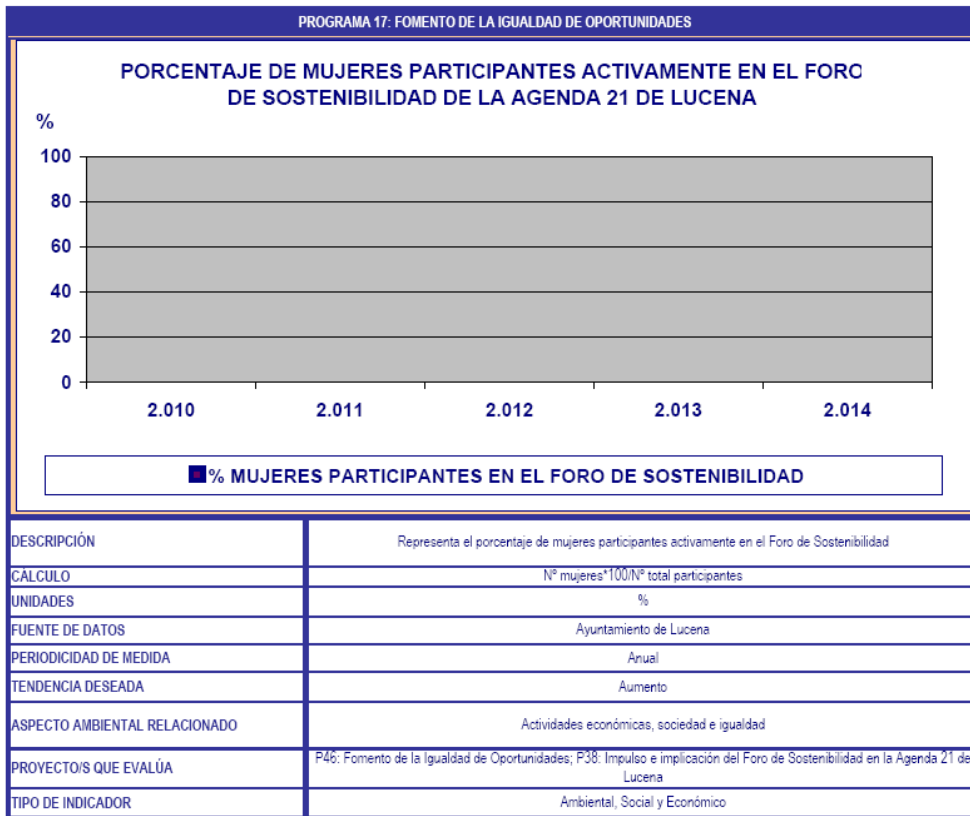 PROGRAMA 17: FOMENTO DE LA IGUALDAD DE OPORTUNIDADES
PORCENTAJE DE MUJERES PARTICIPANTES ACTIVAMENTE EN EL FORO
DE SOSTENIBILIDAD DE LA AGENDA 21 DE LUCENA
%
100
80
60
40
20
0
2.010 2.011 2.012 2.013 2.014
% MUJERES PARTICIPANTES EN EL FORO DE SOSTENIBILIDAD
DESCRIPCIÓN Representa el porcentaje de mujeres participantes activamente en el Foro de Sostenibilidad
CÁLCULO Nº mujeres*100/Nº total participantes
UNIDADES %
FUENTE DE DATOS Ayuntamiento de Lucena
PERIODICIDAD DE MEDIDA Anual
TENDENCIA DESEADA Aumento
ASPECTO AMBIENTAL RELACIONADO Actividades económicas, sociedad e igualdad
PROYECTO/S QUE EVALÚA P46: Fomento de la Igualdad de Oportunidades; P38: Impulso e implicación del Foro de Sostenibilidad en la Agenda 21 de
Lucena
TIPO DE INDICADOR Ambiental, Social y Económico